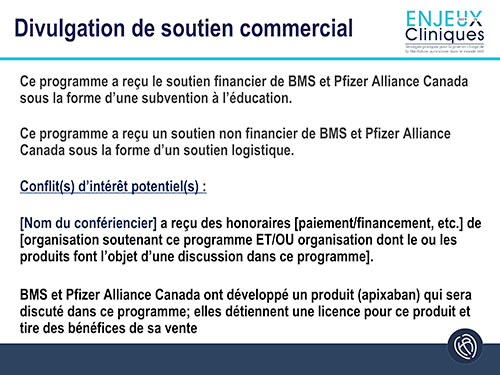 Divulgation de soutien commercial
ENJEUX
Cliniques
Ce programme a reçu le soutien financier de BMS et Pfizer Alliance Canada
sous la forme d'une subvention à l'éducation.
Ce programme a reçu un soutien non financier de BMS et Pfizer Alliance
Canada sous la forme d'un soutien logistique.
Conflit(s) d'intérêt potentiel(s) :
[Nom du conférencier] a reçu des honoraires [paiement/financement, etc.] de
[organisation soutenant ce programme ET/OU organisation dont le ou les
produits font l'objet d'une discussion dans ce programme].
BMS et Pfizer Alliance Canada ont développé un produit (apixaban) qui sera
discuté dans ce programme; elles détiennent une licence pour ce produit et
tire des bénéfices de sa vente